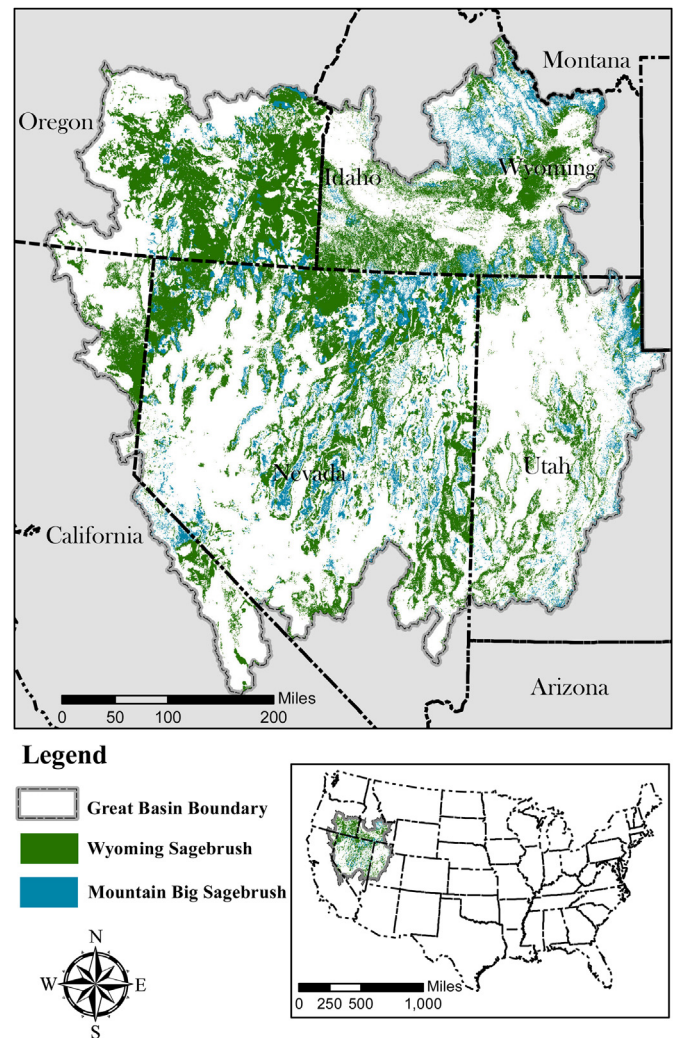 Montana
Oregon
Wyoming
Idaho
Nevada
Utah
California
Arizona
Miles
0 50 100 200
Legend
Great Basin Boundary
Wyoming Sagebrush
Mountain Big Sagebrush
N
W E
S
Miles
0 250 500 1,000